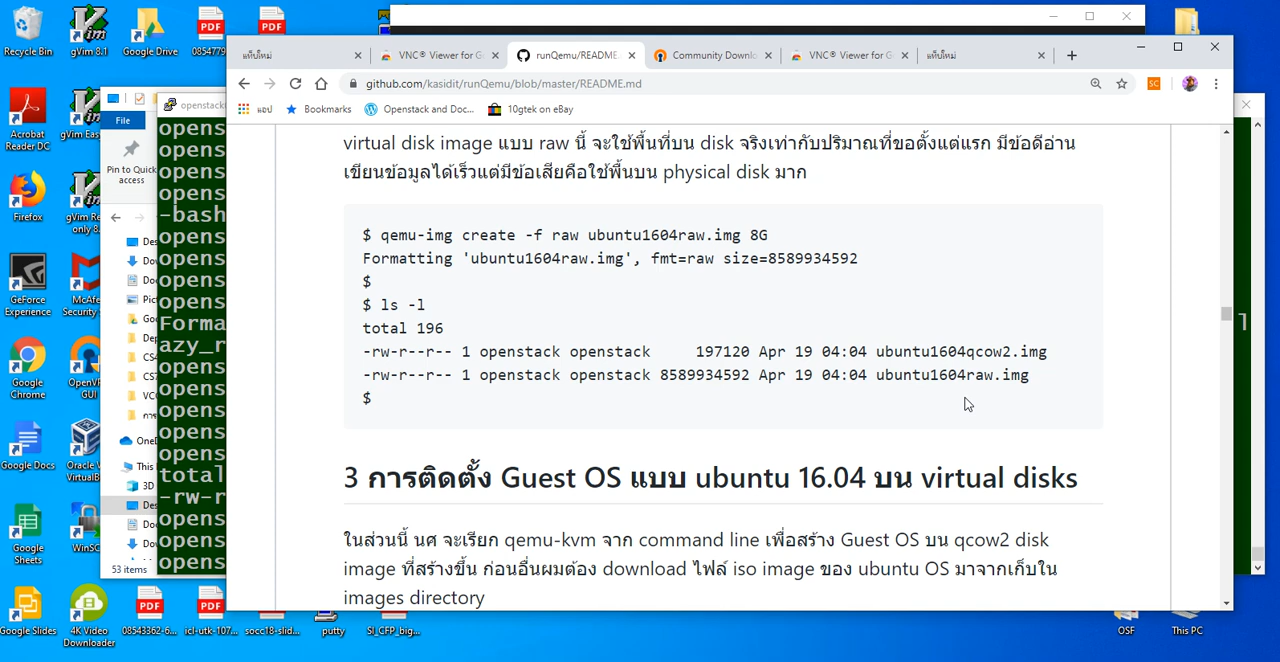 Recycle Bin
gVim 8.1
Google Drive
PDF
PDF
Acrobat
Reader DC
Firefox
GeForce
Experience
Google
Chrome
Google Docs
Google
Sheets
WinSC
Google Slides
4K Video
Downloader
PDF
08543362-6...
PDF
icl-utk-107...
socc18-slid...
putty
SI_CFP_big...
OSF
This PC
File
Pin to Quick
access
53 items
total
แท็บใหม่
VNC® Viewer for G
runQemu/README.
Community Downlo
VNC® Viewer for G
แท็บใหม่
github.com/kasidit/runQemu/blob/master/README.md
SC
แอป
Bookmarks
Openstack and Doc...
10gtek on eBay
virtual disk image แบบ raw นี้ จะใช้พื้นที่บน disk จริงเท่ากับปริมาณที่ขอตั้งแต่แรก มีข้อดีอ่าน
เขียนข้อมูลได้เร็วแต่มีข้อเสียคือใช้พื้นบน physical disk มาก
$ qemu-img create -f raw ubuntu1604raw.img 8G
Formatting 'ubuntu1604raw.img', fmt=raw size=8589934592
$
$ ls -l
total 196
-rw-r--r-- 1 openstack openstack     197120 Apr 19 04:04 ubuntu1604qcow2.img
-rw-r--r-- 1 openstack openstack 8589934592 Apr 19 04:04 ubuntu1604raw.img
$
3 การติดตั้ง Guest OS แบบ ubuntu 16.04 บน virtual disks
ในส่วนนี้ นศ จะเรียก qemu-kvm จาก command line เพื่อสร้าง Guest OS บน qcow2 disk
image ที่สร้างขึ้น ก่อนอื่นผมต้อง download ไฟล์ iso image ของ ubuntu OS มาจากเก็บใน
images directory